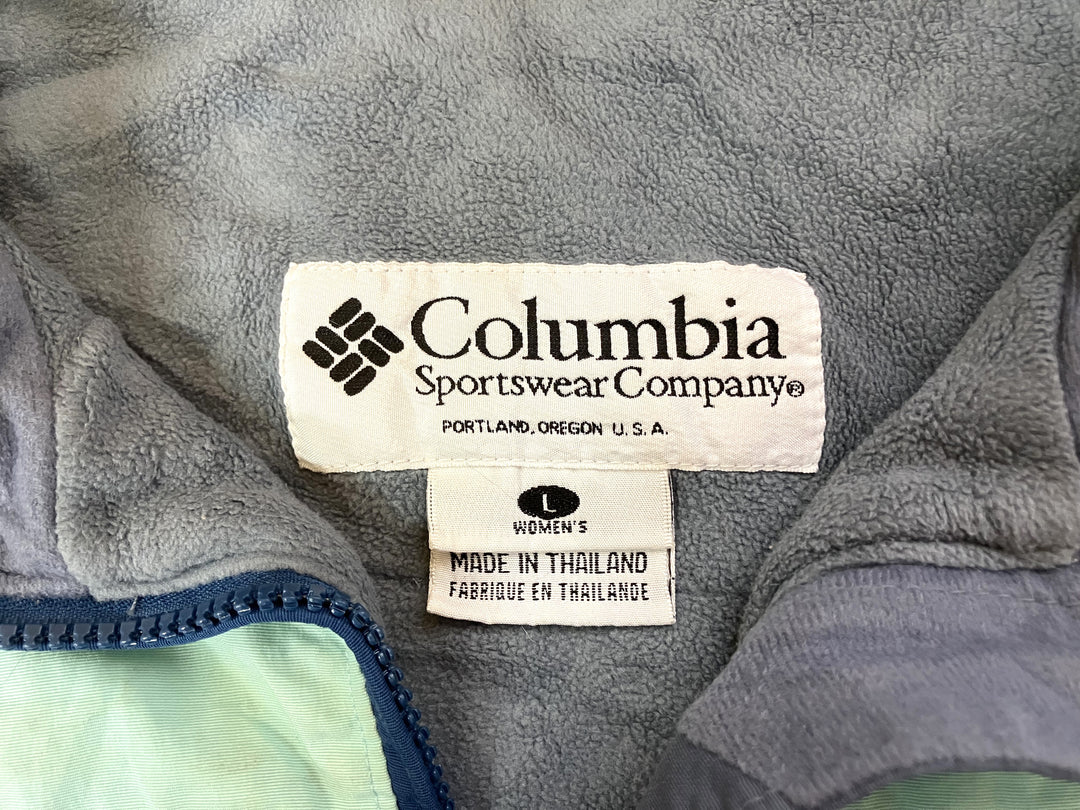 Columbia
Sportswear Company®
PORTLAND, OREGON U.S.A.
L
WOMEN'S
MADE IN THAILAND
FABRIQUE EN THAILANDE